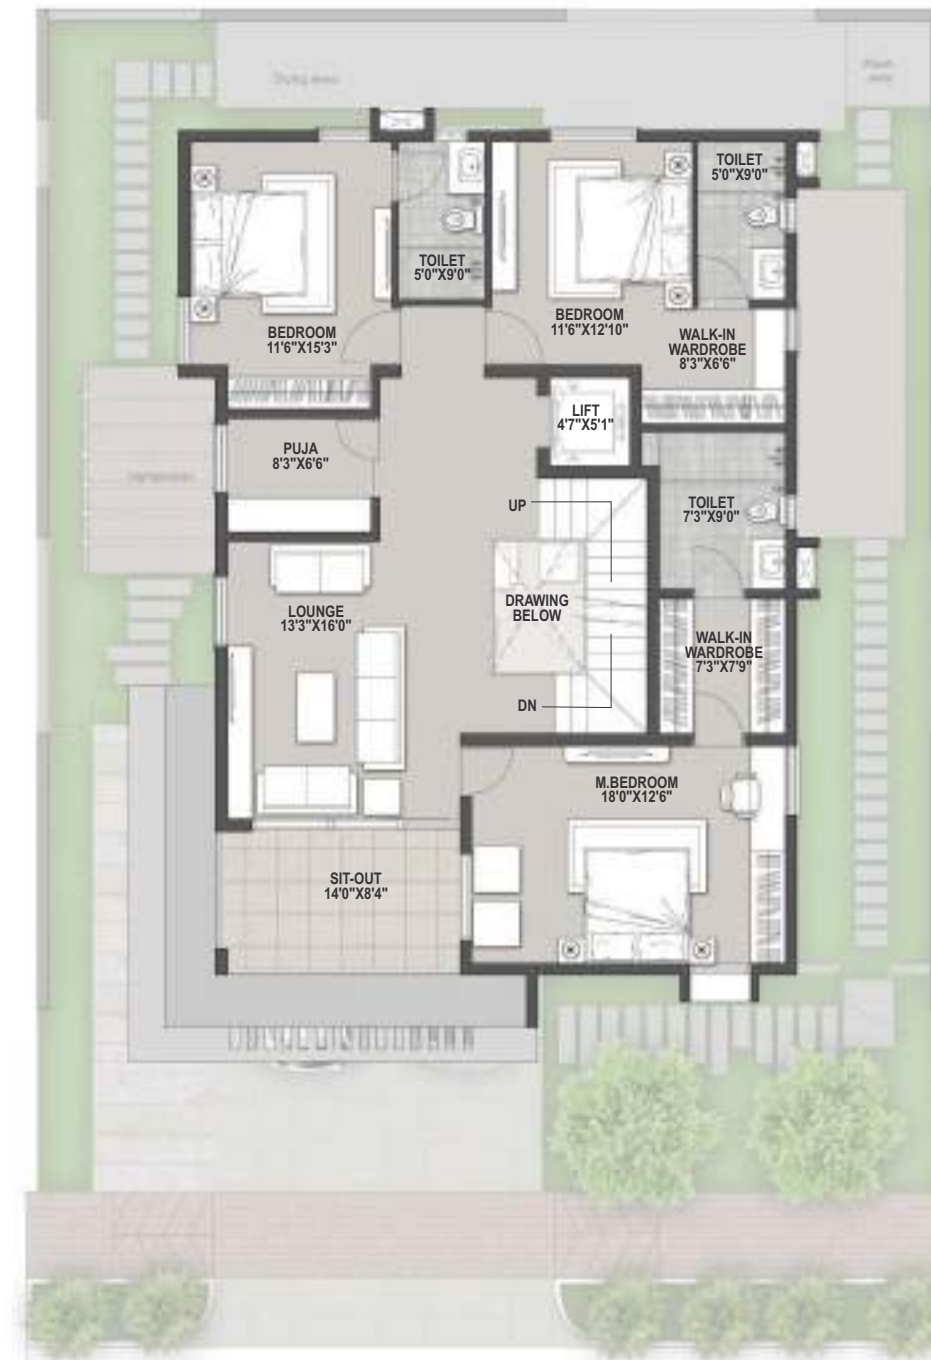 Drying Area
TOILET
5'0"X9'0"
TOILET
5'0"X9'0"
BEDROOM
11'6"X15'3"
BEDROOM
11'6"X12'10"
WALK-IN
WARDROBE
8'3"X6'6"
LIFT
4'7"X5'1"
PUJA
8'3"X6'6"
UP
TOILET
7'3"X9'0"
LOUNGE
13'3"X16'0"
DRAWING
BELOW
WALK-IN
WARDROBE
7'3"X7'9"
DN
M.BEDROOM
18'0"X12'6"
SIT-OUT
14'0"X8'4"